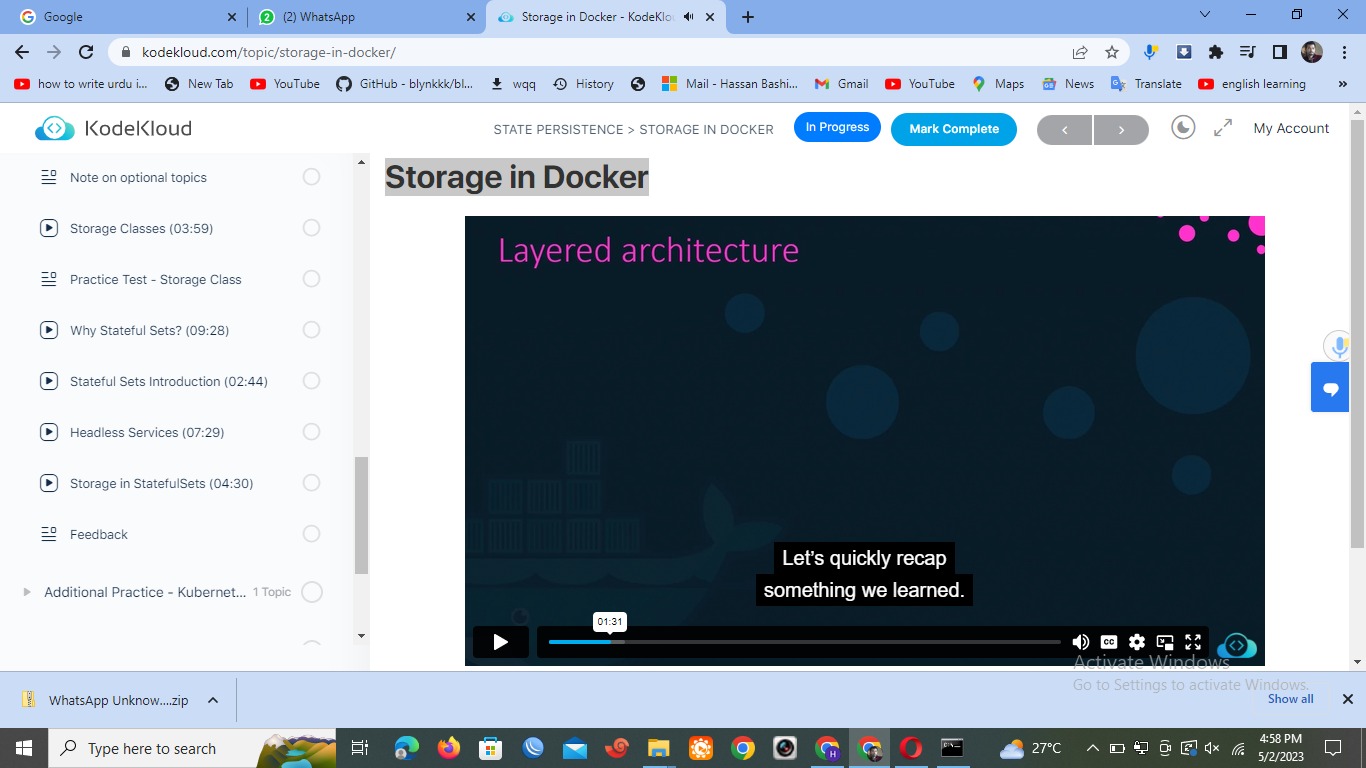 Google
(2) WhatsApp
Storage in Docker - KodeKlo
kodekloud.com/topic/storage-in-docker/
how to write urdu i...
New Tab
YouTube
GitHub - blynkkk/bl...
wqq
History
Mail - Hassan Bashi...
Gmail
YouTube
Maps
News
Translate
english learning
»
KodeKloud
STATE PERSISTENCE > STORAGE IN DOCKER
In Progress
Mark Complete
<
>
My Account
Note on optional topics
Storage Classes (03:59)
Practice Test - Storage Class
Why Stateful Sets? (09:28)
Stateful Sets Introduction (02:44)
Headless Services (07:29)
Storage in StatefulSets (04:30)
Feedback
Additional Practice - Kubernet... 1 Topic
Storage in Docker
Layered architecture
Let's quickly recap
something we learned.
01:31
CC
Activate Windows
Go to Settings to activate Windows.
WhatsApp Unknow....zip
Show all
Type here to search
27°C
4:58 PM
5/2/2023